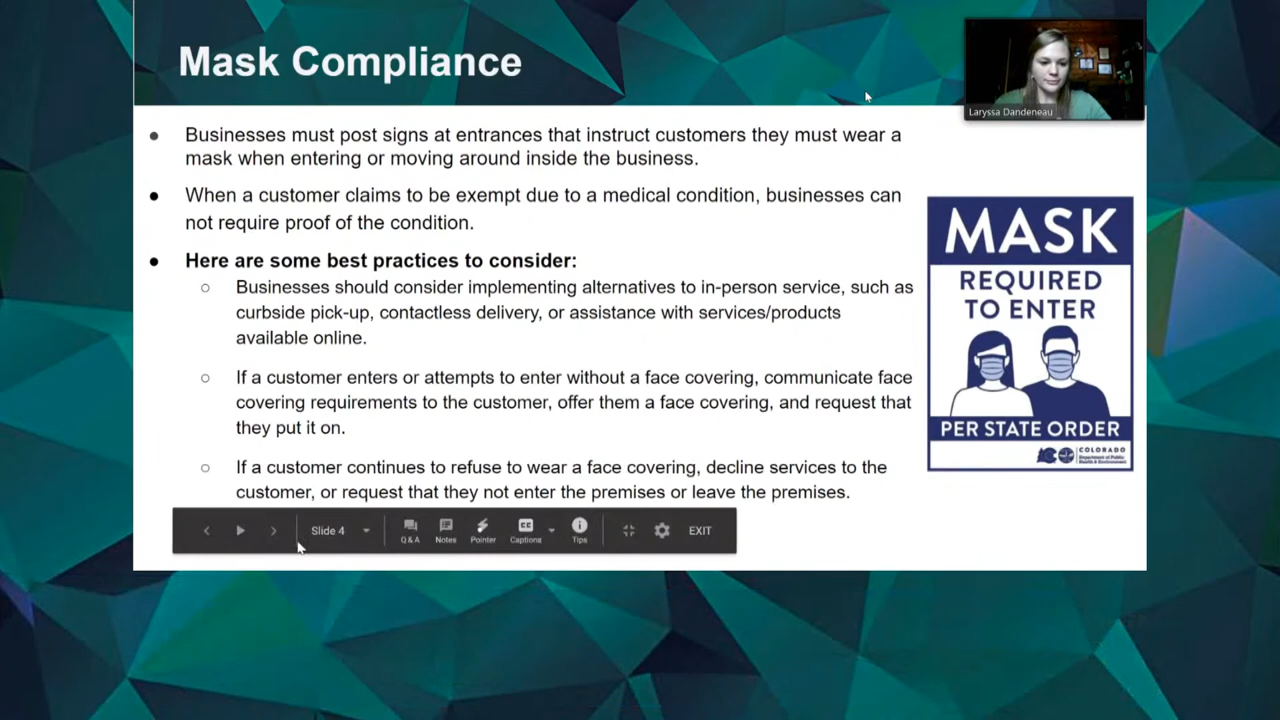 Mask Compliance
Laryssa Dandeneau
Businesses must post signs at entrances that instruct customers they must wear a
mask when entering or moving around inside the business.
When a customer claims to be exempt due to a medical condition, businesses can
not require proof of the condition.
Here are some best practices to consider:
Businesses should consider implementing alternatives to in-person service, such as
curbside pick-up, contactless delivery, or assistance with services/products
available online.
If a customer enters or attempts to enter without a face covering, communicate face
covering requirements to the customer, offer them a face covering, and request that
they put it on.
If a customer continues to refuse to wear a face covering, decline services to the
customer, or request that they not enter the premises or leave the premises.
MASK
REQUIRED
TO ENTER
PER STATE ORDER
COLORADO
Department of Public
Health & Environment
Slide 4
Q&A
Notes
Pointer
CC
Captions
Tips
EXIT